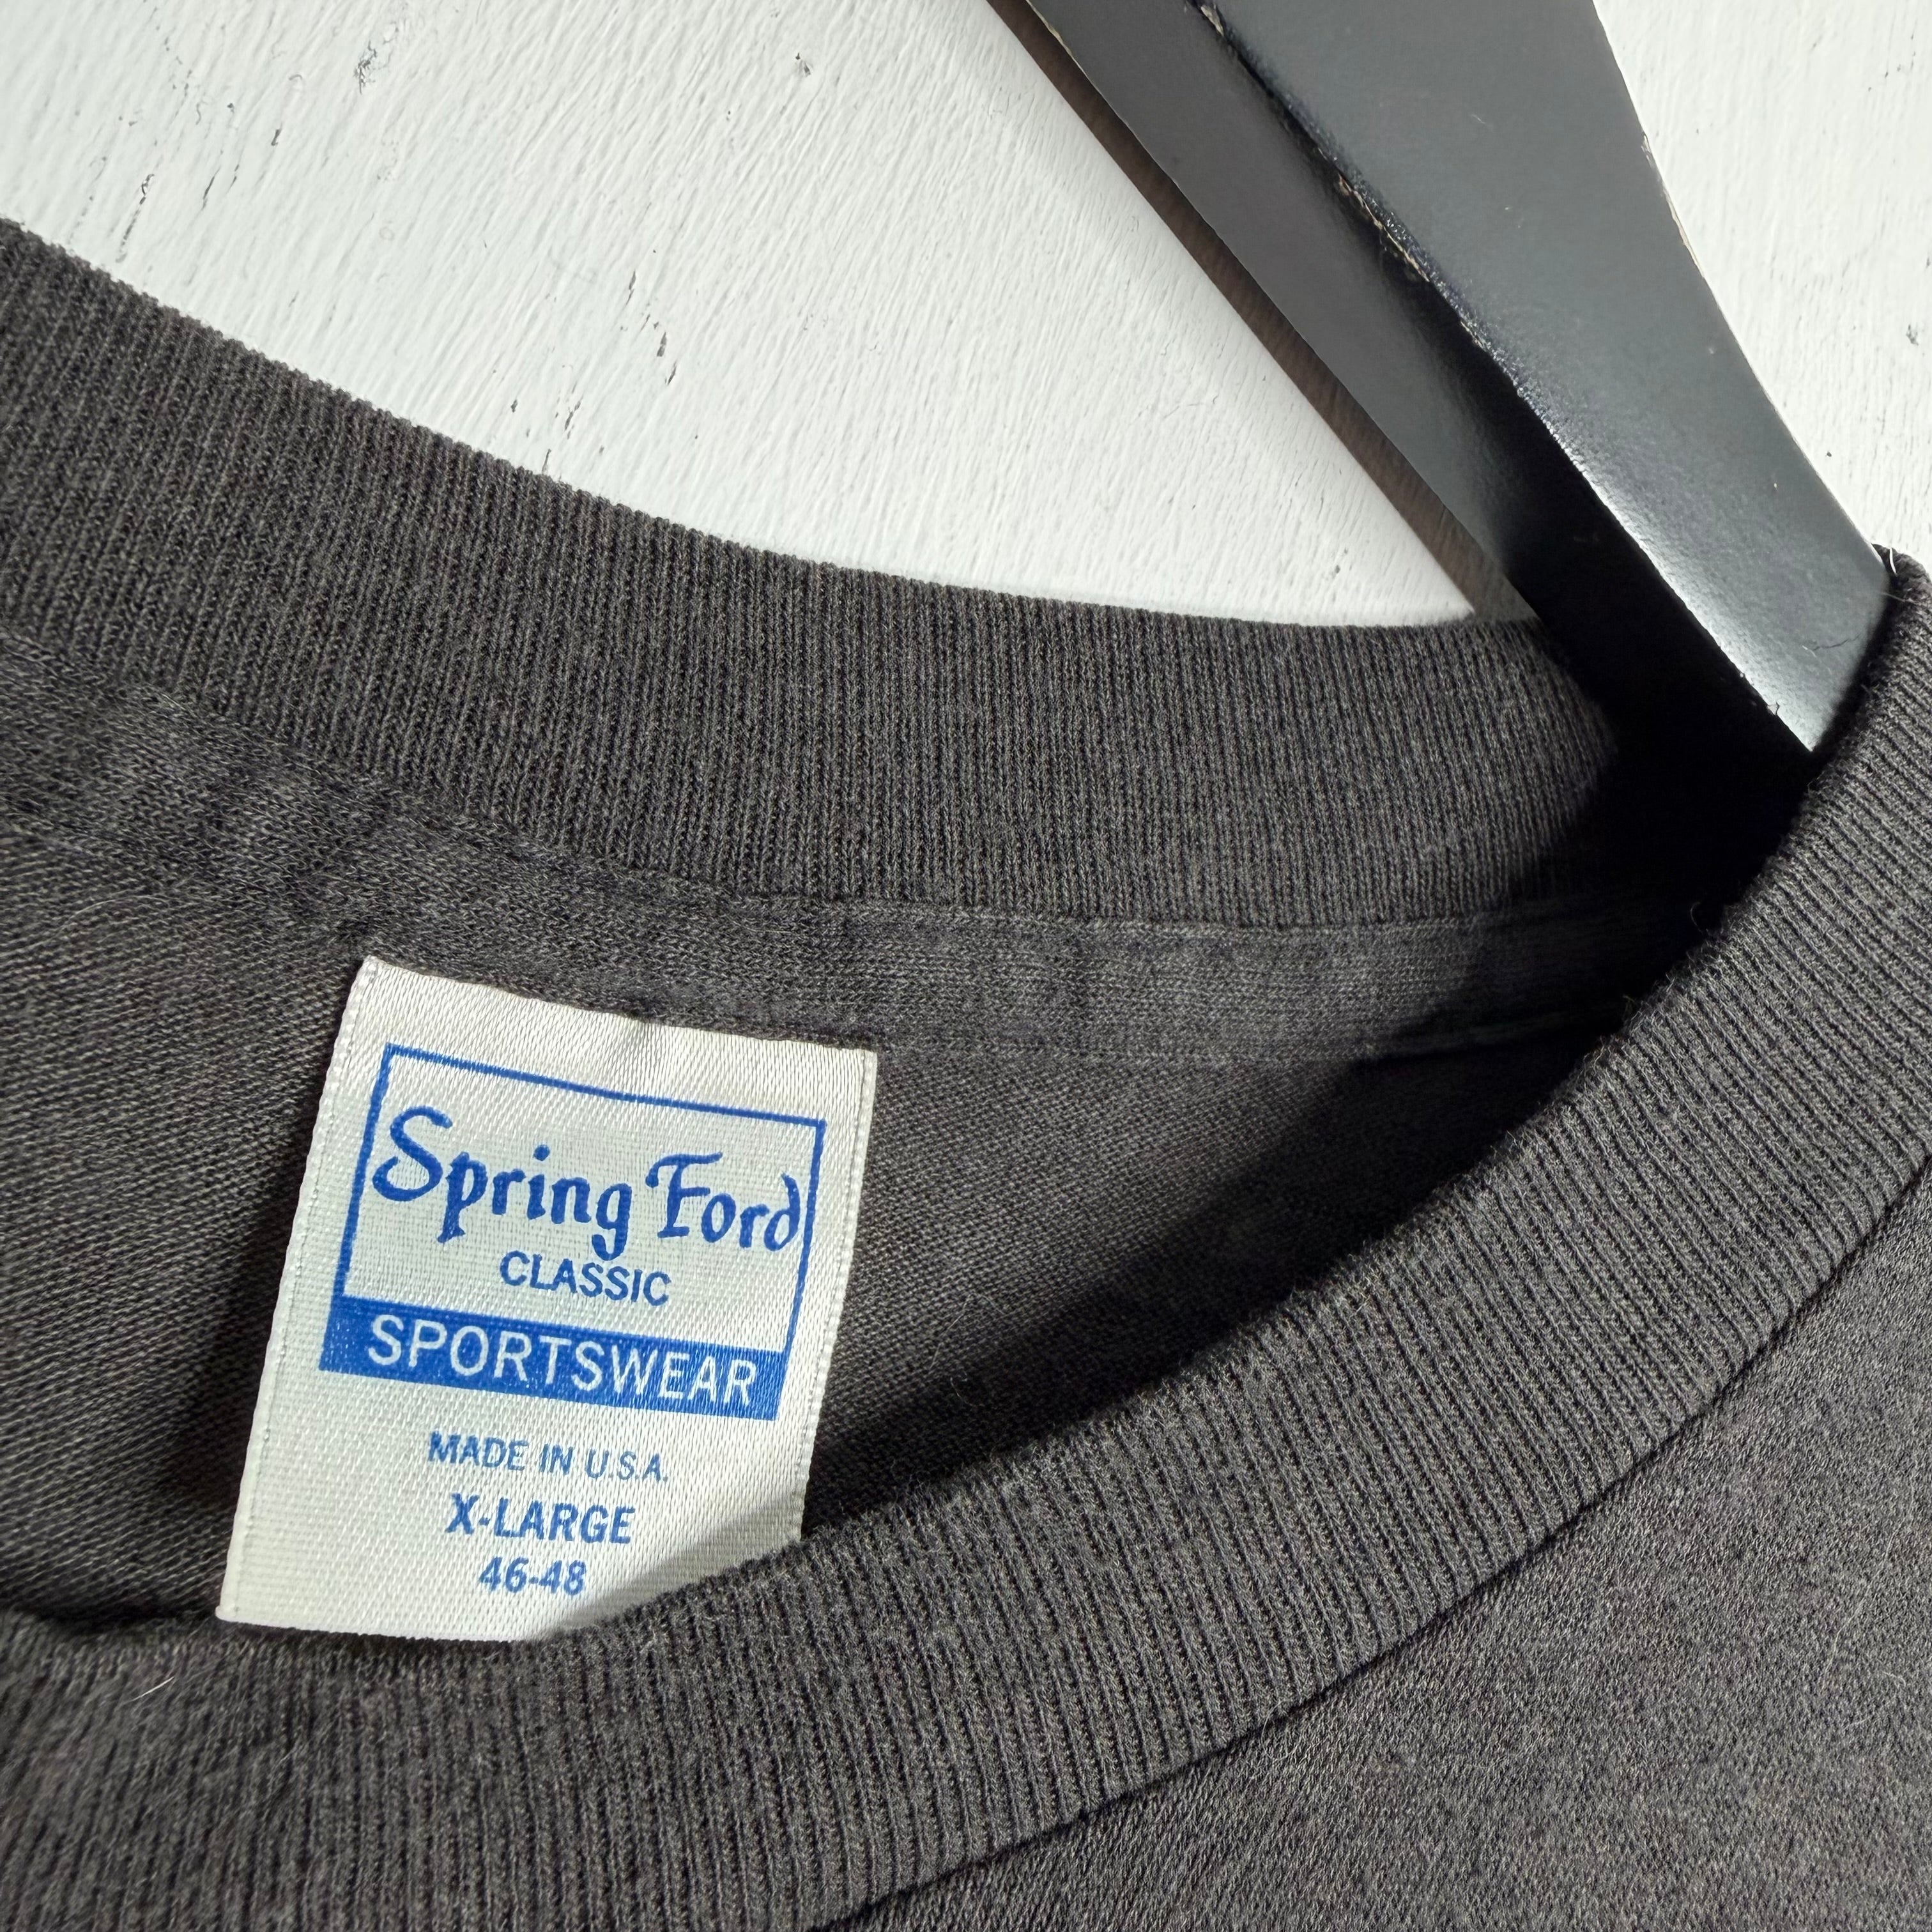 Spring Ford
CLASSIC
SPORTSWEAR
MADE IN U.S.A.
X-LARGE
46-48